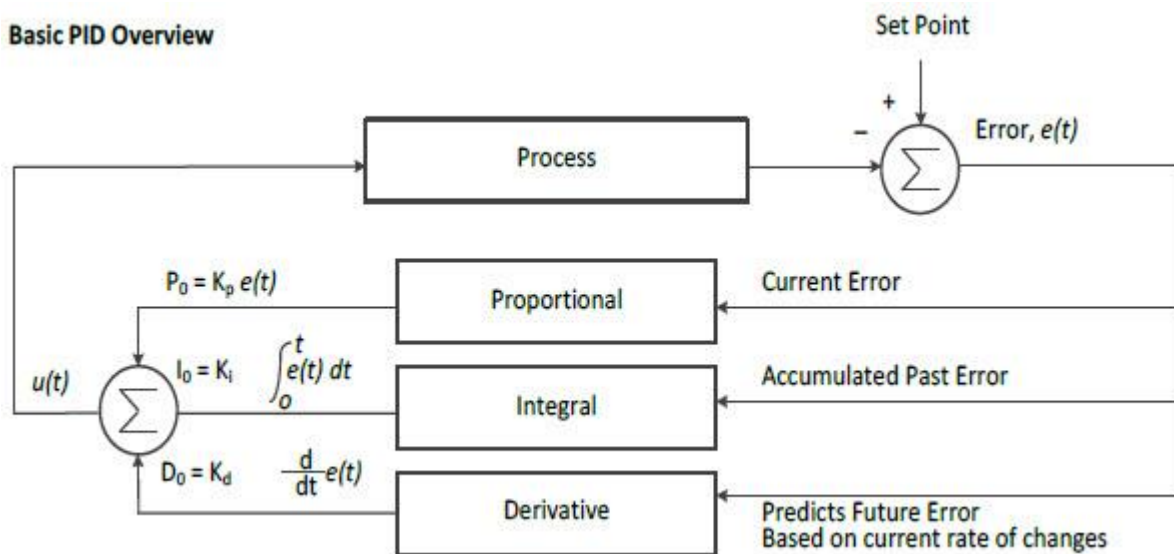 Basic PID Overview
Set Point
+
–
Process
Σ
Error, e(t)
P₀ = Kₚ e(t)
Proportional
Current Error
u(t)
Σ
I₀ = Kᵢ ∫ₒᵗ e(t) dt
Integral
Accumulated Past Error
D₀ = K_d d/dt e(t)
Derivative
Predicts Future Error
Based on current rate of changes